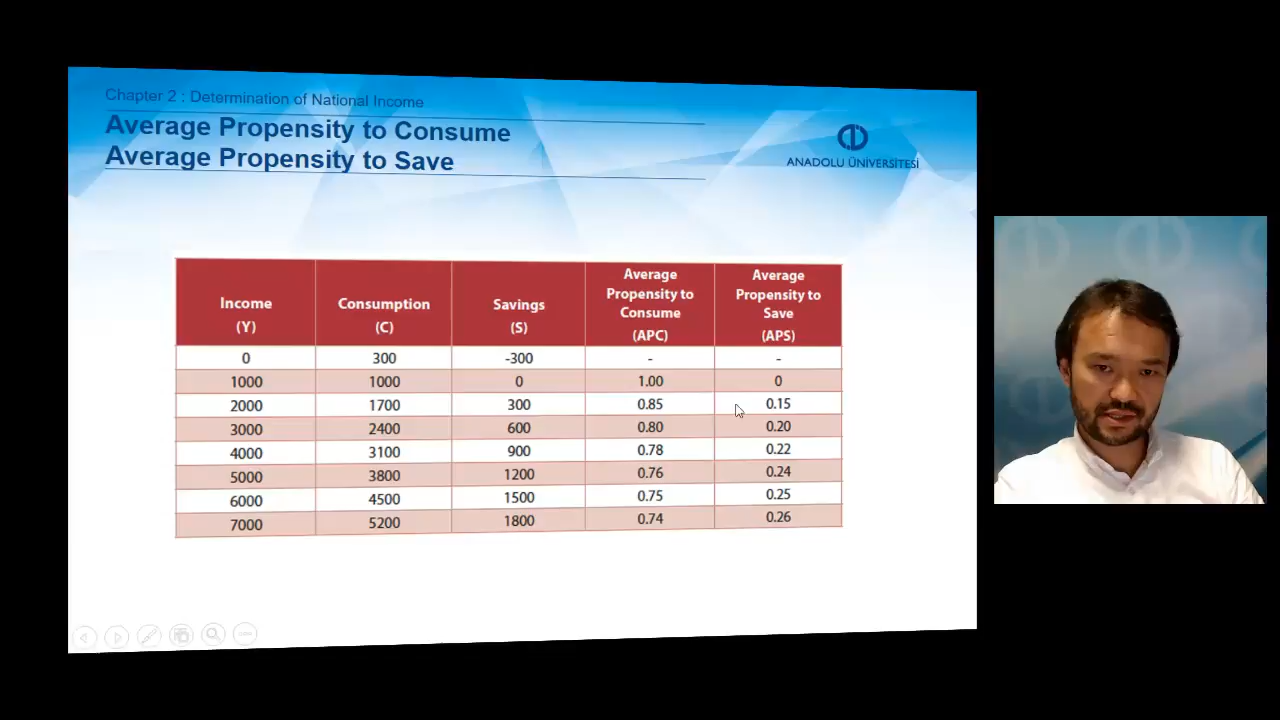 Chapter 2 : Determination of National Income
Average Propensity to Consume
Average Propensity to Save
ANADOLU ÜNİVERSİTESİ
Income (Y) Consumption (C) Savings (S) Average Propensity to Consume (APC) Average Propensity to Save (APS)
0 300 -300 - -
1000 1000 0 1.00 0
2000 1700 300 0.85 0.15
3000 2400 600 0.80 0.20
4000 3100 900 0.78 0.22
5000 3800 1200 0.76 0.24
6000 4500 1500 0.75 0.25
7000 5200 1800 0.74 0.26